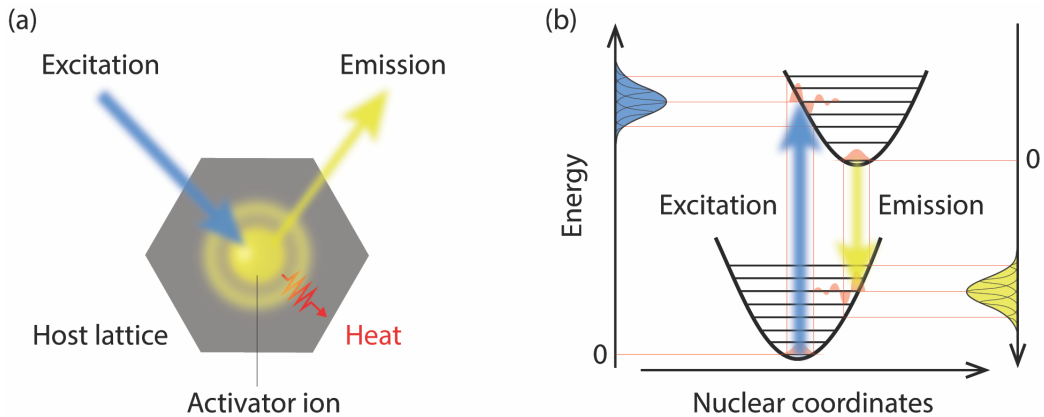 (a)
Excitation
Emission
Host lattice
Heat
Activator ion
(b)
Energy
0
Excitation
Emission
0
Nuclear coordinates